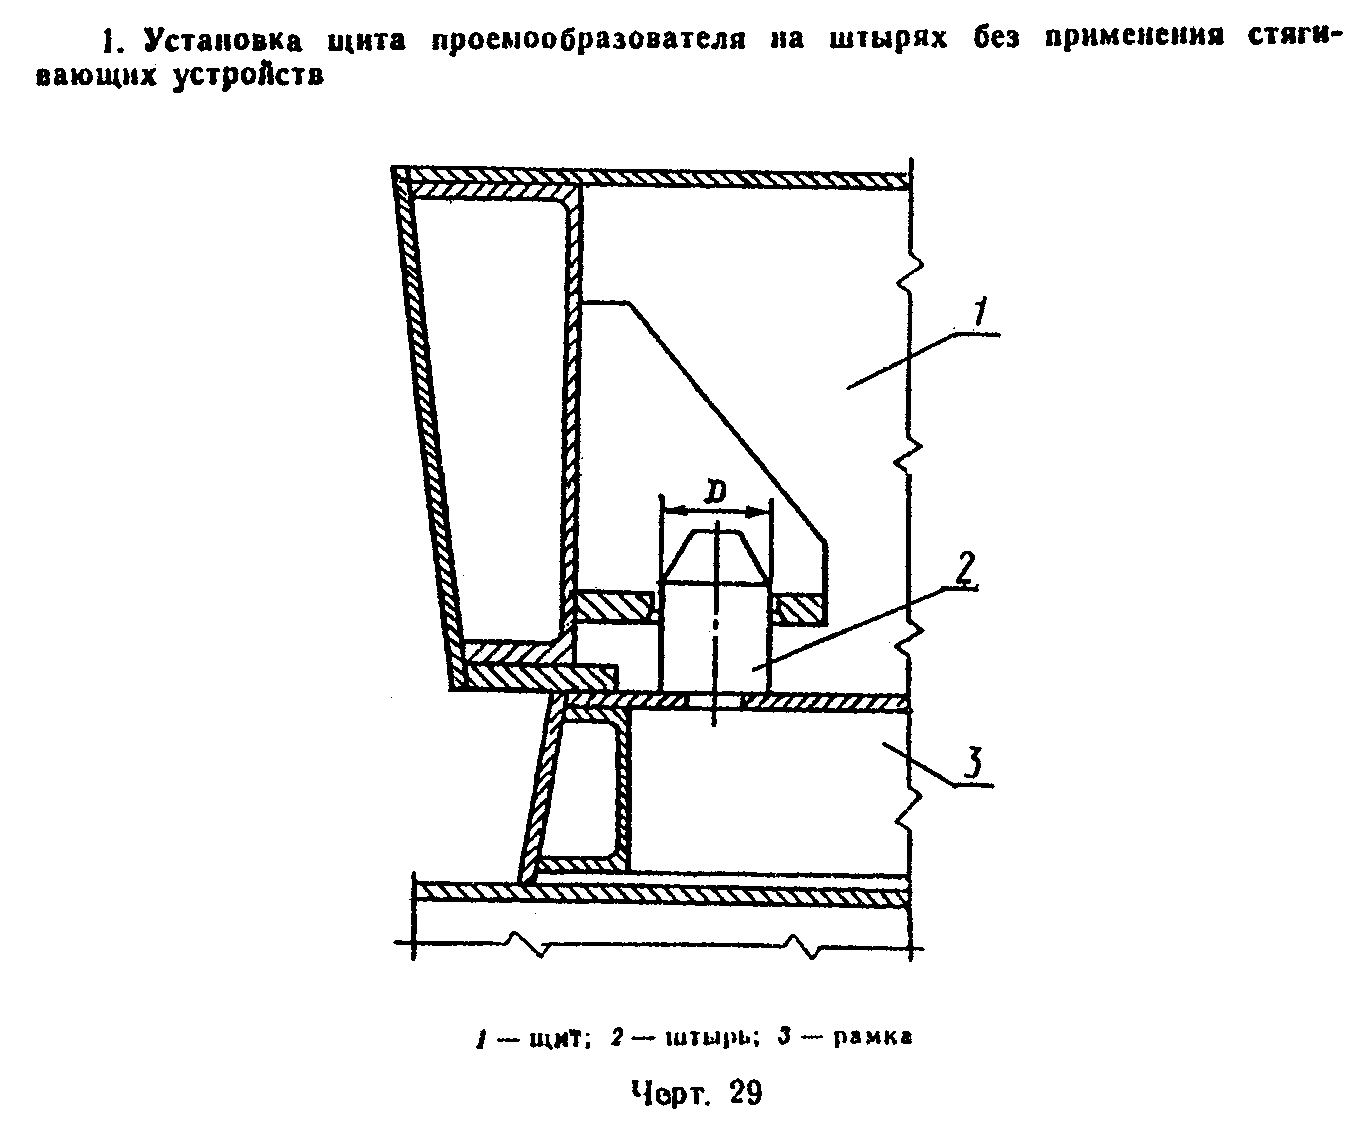 1. Установка щита проемообразователя на штырях без применения стяги-
вающих устройств
1
D
2
3
1 — щит; 2 — штырь; 3 — рамка
Черт. 29